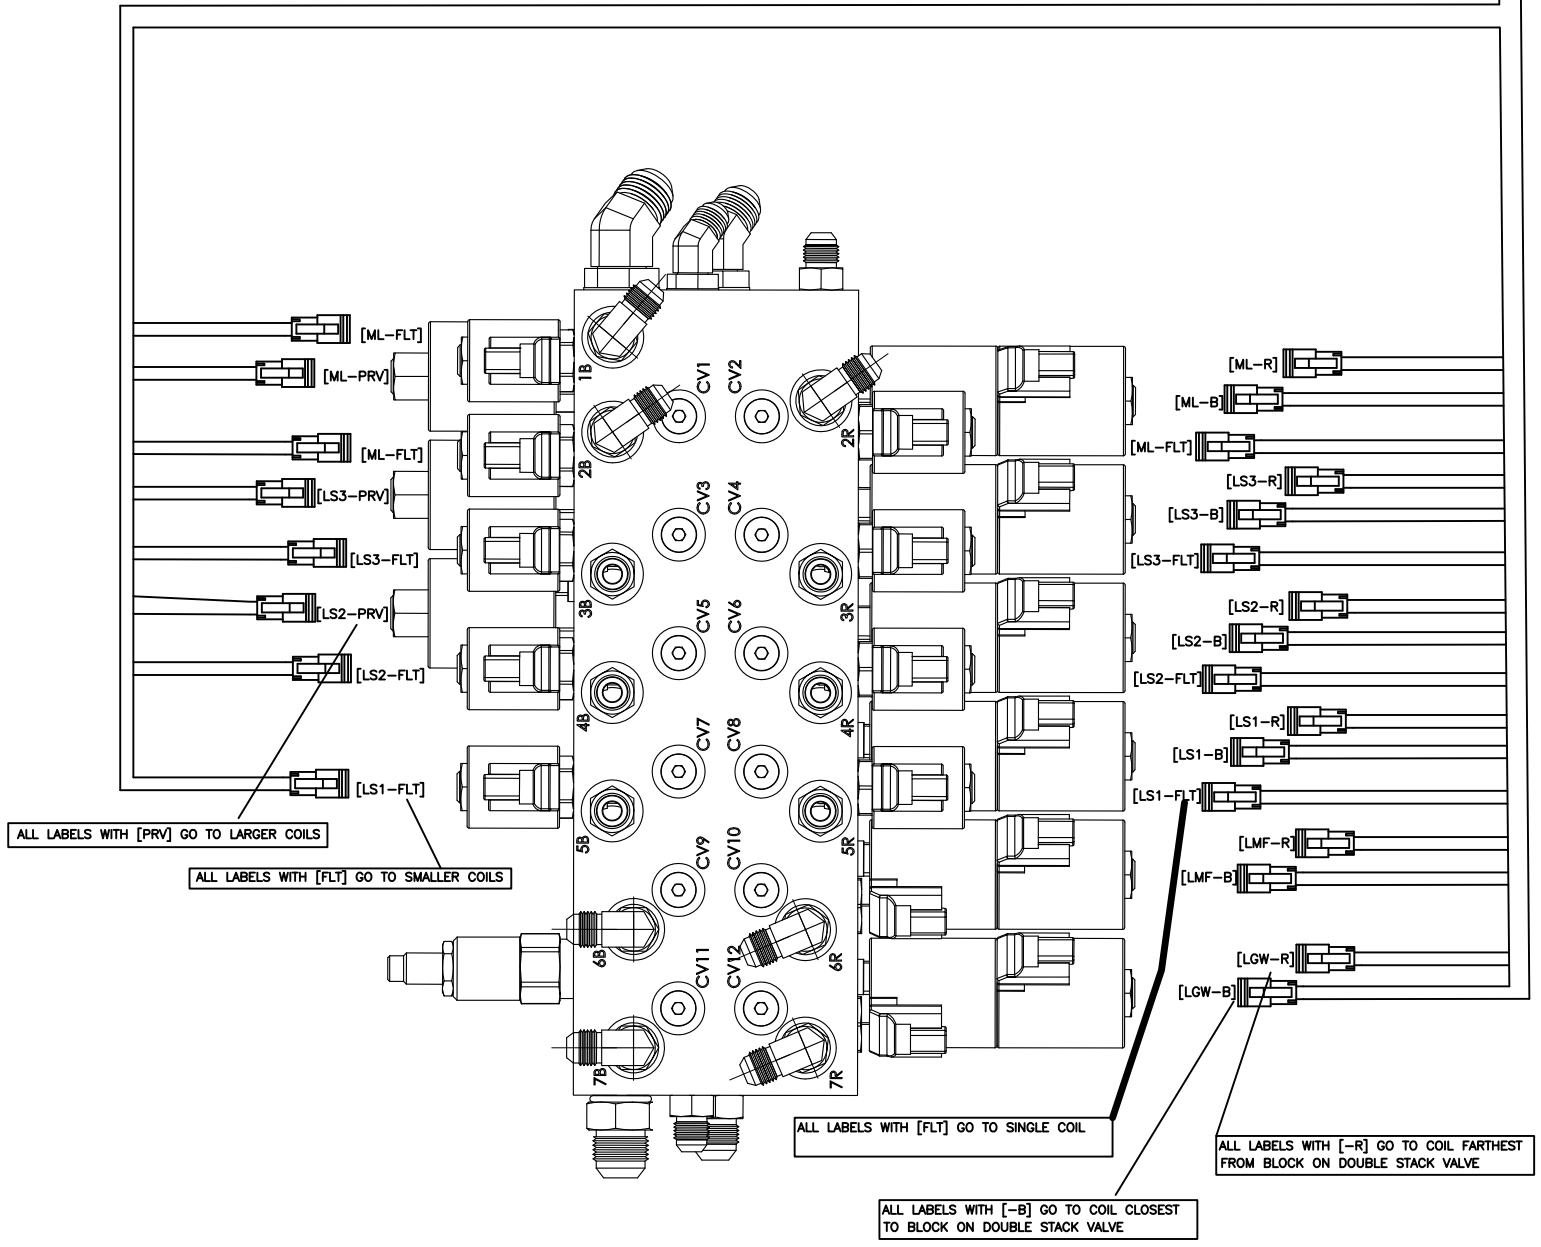 [ML-FLT]
[ML-PRV]
[ML-FLT]
[LS3-PRV]
[LS3-FLT]
[LS2-PRV]
[LS2-FLT]
[LS1-FLT]
ALL LABELS WITH [PRV] GO TO LARGER COILS
ALL LABELS WITH [FLT] GO TO SMALLER COILS
1B
2B
3B
4B
5B
6B
7B
CV1
CV2
CV3
CV4
CV5
CV6
CV7
CV8
CV9
CV10
CV11
CV12
2R
3R
4R
5R
6R
7R
[ML-R]
[ML-B]
[ML-FLT]
[LS3-R]
[LS3-B]
[LS3-FLT]
[LS2-R]
[LS2-B]
[LS2-FLT]
[LS1-R]
[LS1-B]
[LS1-FLT]
[LMF-R]
[LMF-B]
[LGW-R]
[LGW-B]
ALL LABELS WITH [FLT] GO TO SINGLE COIL
ALL LABELS WITH [-R] GO TO COIL FARTHEST
FROM BLOCK ON DOUBLE STACK VALVE
ALL LABELS WITH [-B] GO TO COIL CLOSEST
TO BLOCK ON DOUBLE STACK VALVE